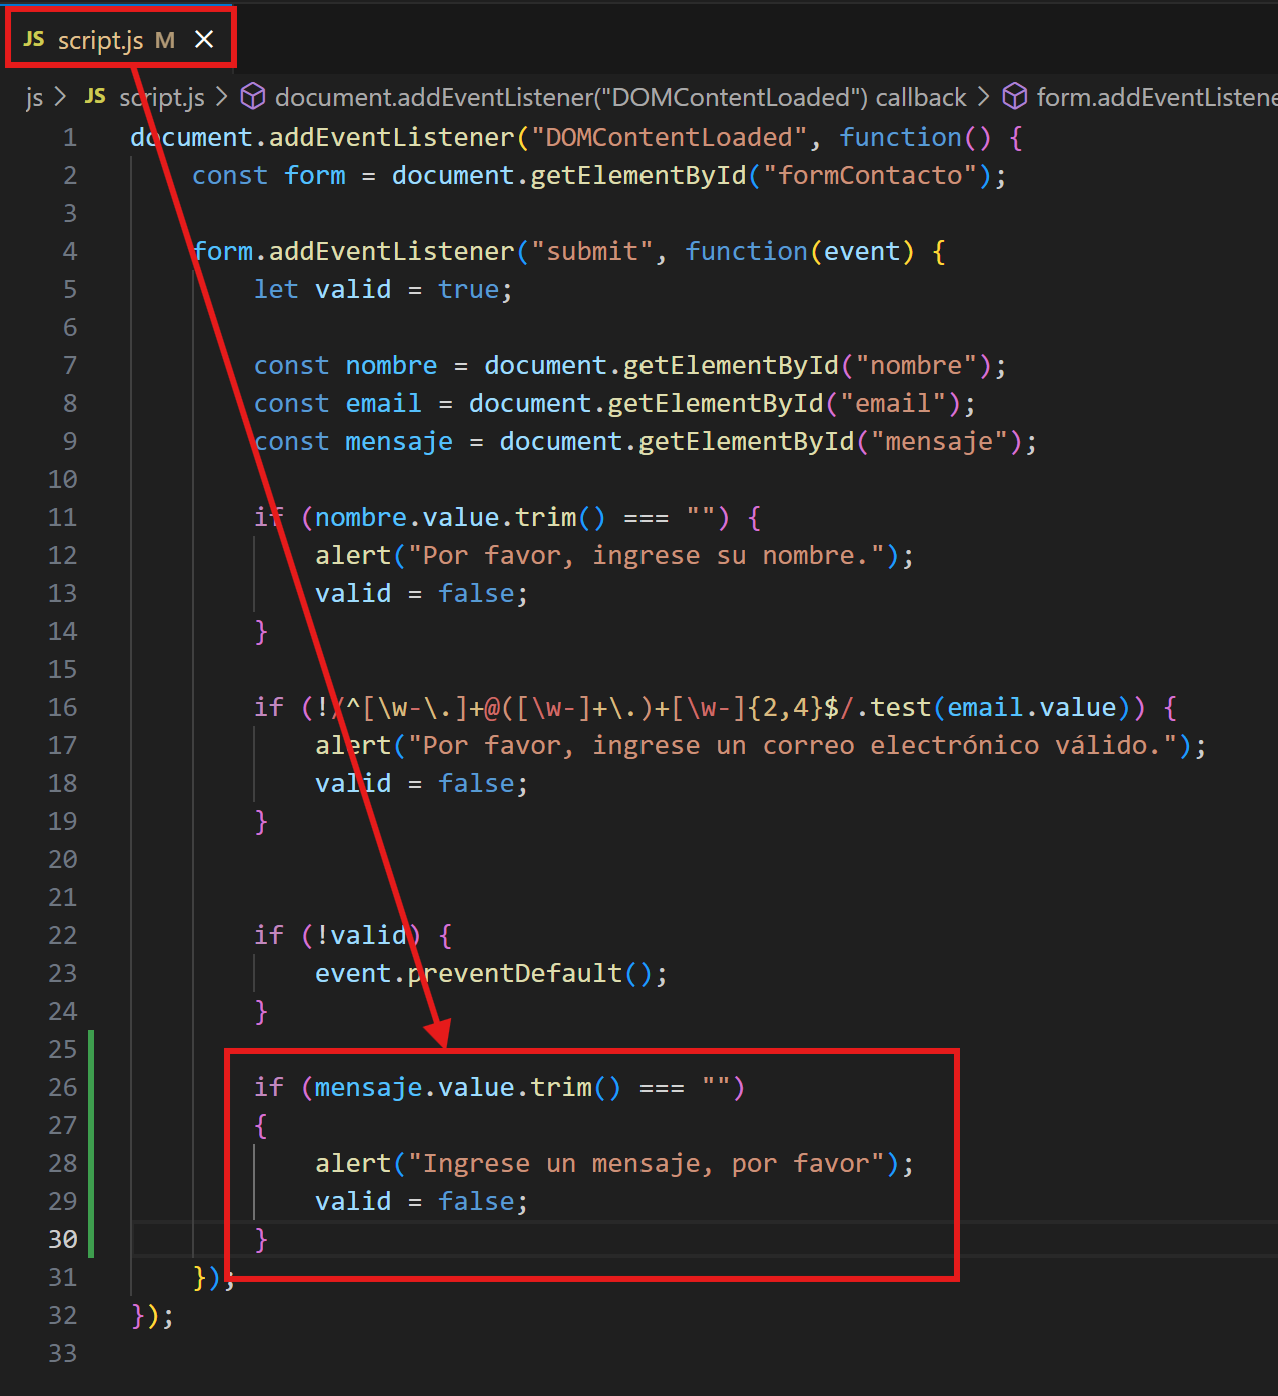 JS script.js M
js > JS script.js > document.addEventListener("DOMContentLoaded") callback > form.addEventListene
1 document.addEventListener("DOMContentLoaded", function() {
2     const form = document.getElementById("formContacto");
3
4     form.addEventListener("submit", function(event) {
5         let valid = true;
6
7         const nombre = document.getElementById("nombre");
8         const email = document.getElementById("email");
9         const mensaje = document.getElementById("mensaje");
10
11         if (nombre.value.trim() === "") {
12             alert("Por favor, ingrese su nombre.");
13             valid = false;
14         }
15
16         if (!/^[\w-\.]+@([\w-]+\.)+[\w-]{2,4}$/.test(email.value)) {
17             alert("Por favor, ingrese un correo electrónico válido.");
18             valid = false;
19         }
20
21
22         if (!valid) {
23             event.preventDefault();
24         }
25
26         if (mensaje.value.trim() === "")
27         {
28             alert("Ingrese un mensaje, por favor");
29             valid = false;
30         }
31     });
32 });
33